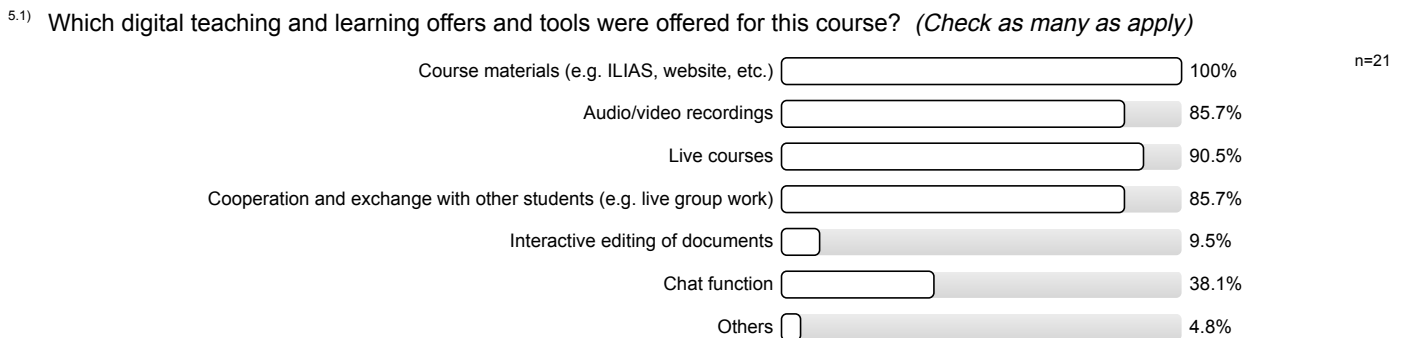 5.1) Which digital teaching and learning offers and tools were offered for this course? (Check as many as apply)
n=21
Course materials (e.g. ILIAS, website, etc.) 100%
Audio/video recordings 85.7%
Live courses 90.5%
Cooperation and exchange with other students (e.g. live group work) 85.7%
Interactive editing of documents 9.5%
Chat function 38.1%
Others 4.8%